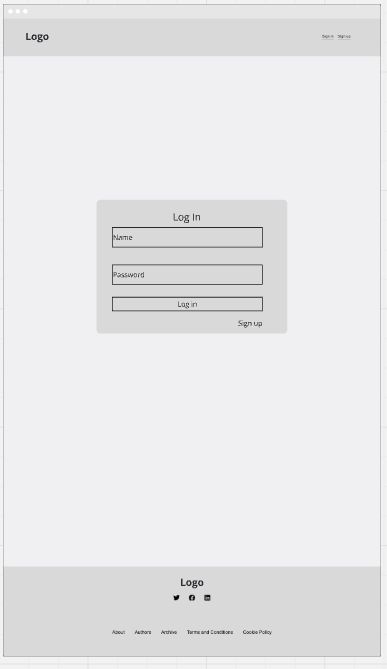 Logo
Sign in Sign up
Log In
Name
Password
Log in
Sign up
Logo
About Authors Archive Terms and Conditions Cookie Policy